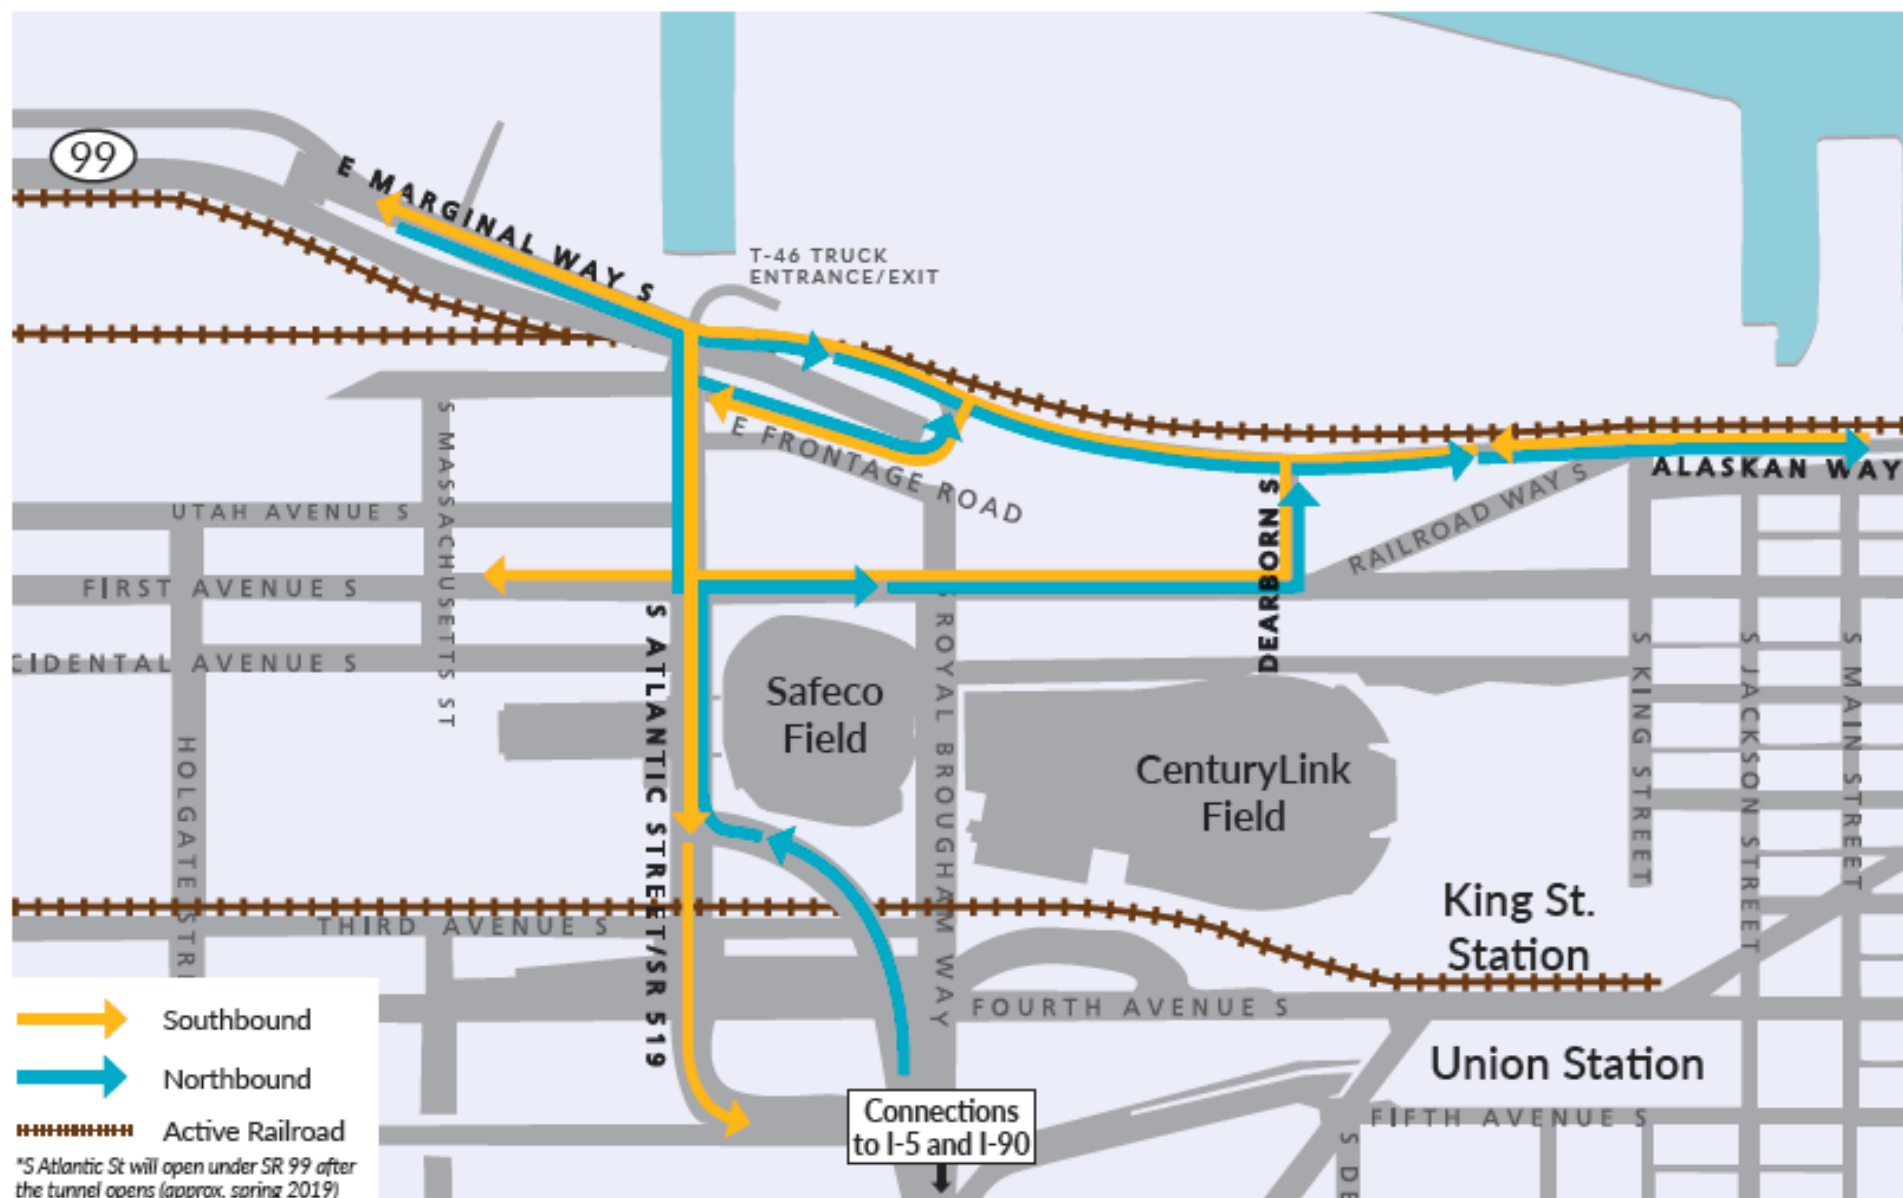 99
E MARGINAL WAY S
T-46 TRUCK
ENTRANCE/EXIT
ALASKAN WAY
E FRONTAGE ROAD
RAILROAD WAY S
DEARBORN S
S MASSACHUSETTS ST
UTAH AVENUE S
FIRST AVENUE S
CIDENTAL AVENUE S
HOLGATE STRE
S ATLANTIC STREET/SR 519
Safeco
Field
S ROYAL BROUGHAM WAY
CenturyLink
Field
S KING STREET
S JACKSON STREET
S MAIN STREET
King St.
Station
THIRD AVENUE S
FOURTH AVENUE S
Union Station
FIFTH AVENUE S
S DE
Connections
to I-5 and I-90
Southbound
Northbound
Active Railroad
*S Atlantic St will open under SR 99 after
the tunnel opens (approx. spring 2019)